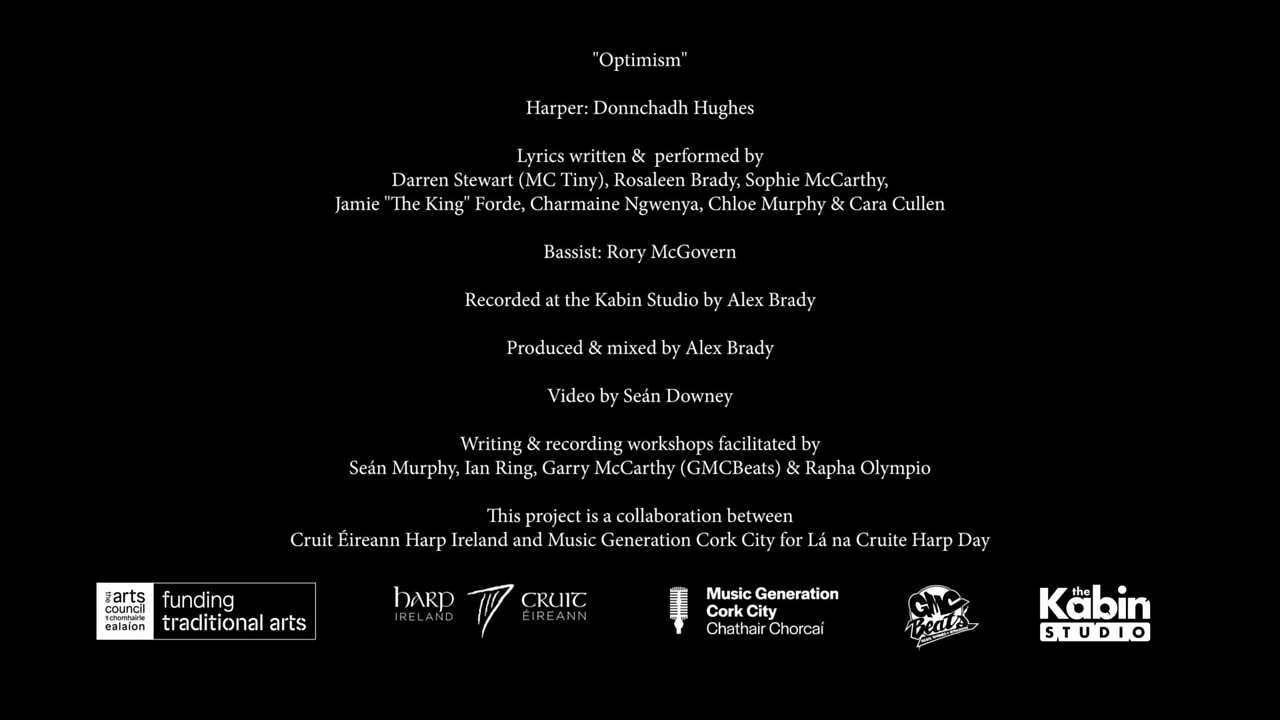 "Optimism"
Harper: Donnchadh Hughes
Lyrics written &  performed by
Darren Stewart (MC Tiny), Rosaleen Brady, Sophie McCarthy,
Jamie "The King" Forde, Charmaine Ngwenya, Chloe Murphy & Cara Cullen
Bassist: Rory McGovern
Recorded at the Kabin Studio by Alex Brady
Produced & mixed by Alex Brady
Video by Seán Downey
Writing & recording workshops facilitated by
Seán Murphy, Ian Ring, Garry McCarthy (GMCBeats) & Rapha Olympio
This project is a collaboration between
Cruit Éireann Harp Ireland and Music Generation Cork City for Lá na Cruite Harp Day
the arts
council
chomhairle
ealaíon
funding
traditional arts
HARP
IRELAND
CRUIT
ÉIREANN
Music Generation
Cork City
Chathair Chorcaí
GMC
Beats
the
Kabin
STUDIO